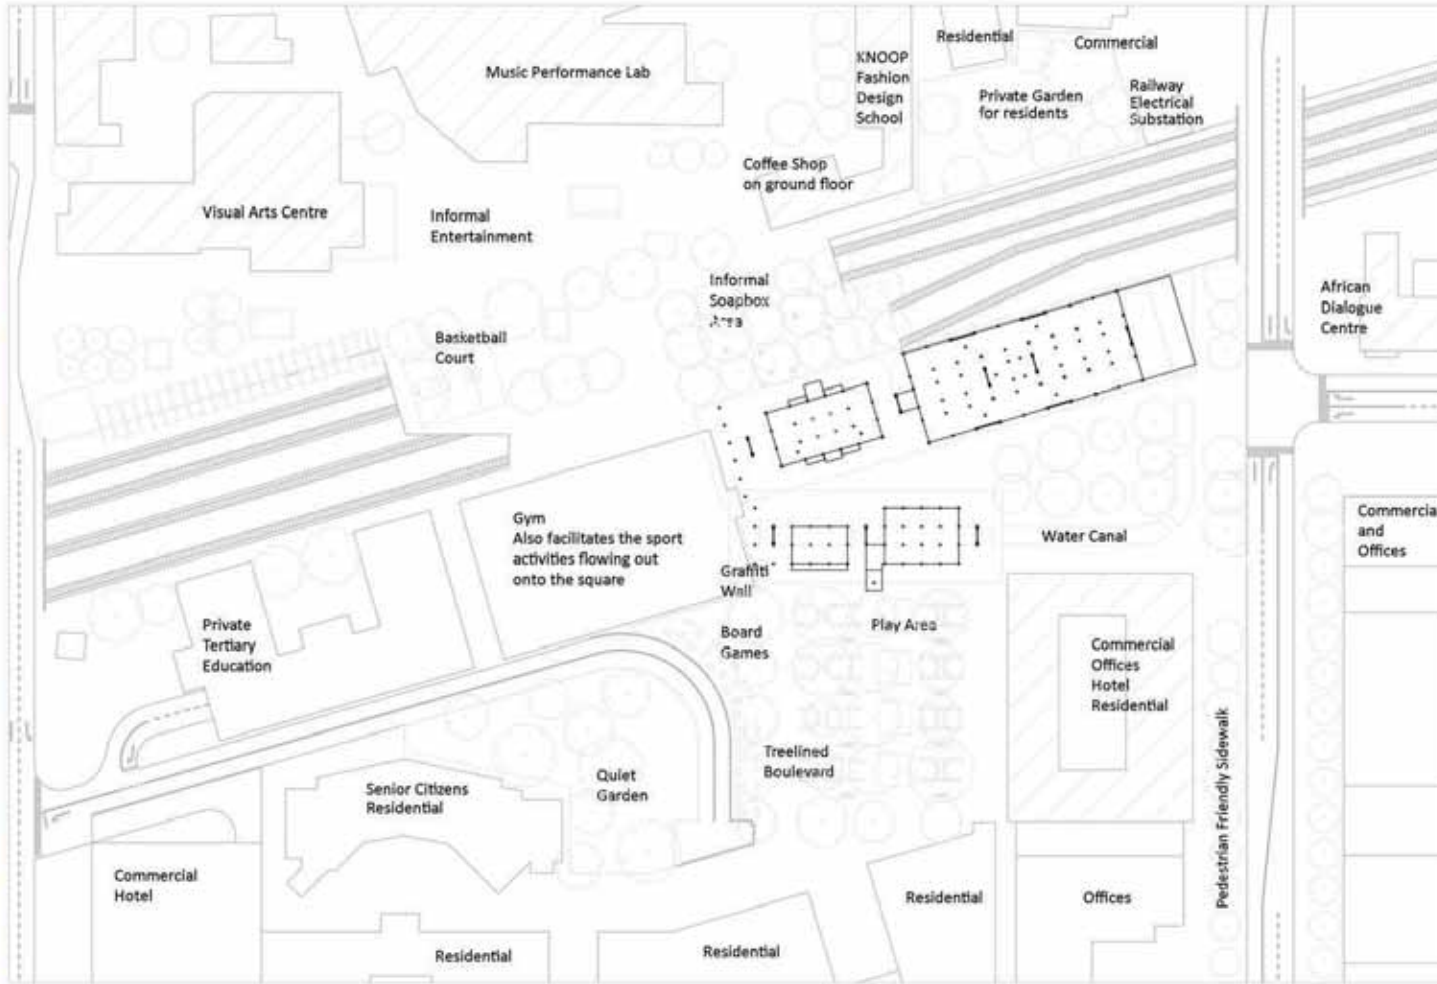 Residential
Commercial
Music Performance Lab
KNOOP
Fashion
Design
School
Private Garden
for residents
Railway
Electrical
Substation
Coffee Shop
on ground floor
Visual Arts Centre
Informal
Entertainment
Informal
Soapbox
Area
African
Dialogue
Centre
Basketball
Court
Gym
Also facilitates the sport
activities flowing out
onto the square
Water Canal
Commercial
and
Offices
Graffiti
Wall
Board
Games
Play Area
Private
Tertiary
Education
Commercial
Offices
Hotel
Residential
Treelined
Boulevard
Quiet
Garden
Senior Citizens
Residential
Pedestrian Friendly Sidewalk
Commercial
Hotel
Residential
Offices
Residential
Residential